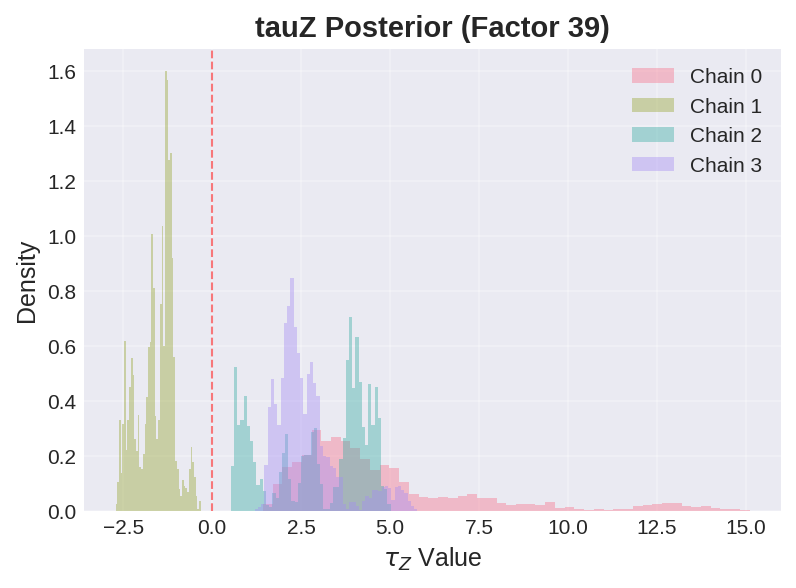 tauZ Posterior (Factor 39)
Chain 0
Chain 1
Chain 2
Chain 3
Density
1.6
1.4
1.2
1.0
0.8
0.6
0.4
0.2
0.0
−2.5 0.0 2.5 5.0 7.5 10.0 12.5 15.0
τZ Value